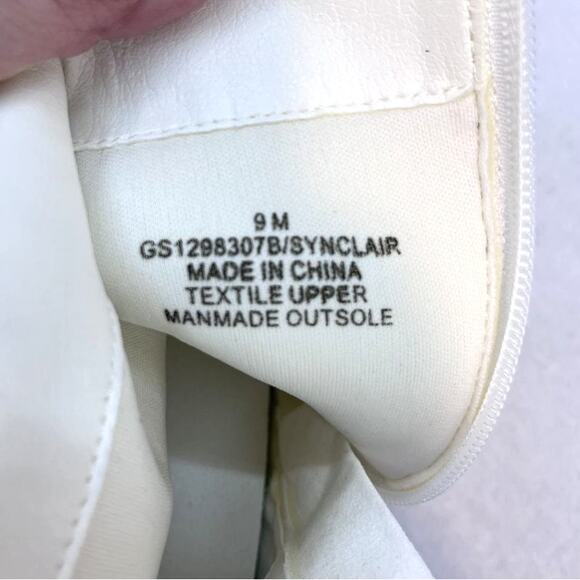 9 M
GS1298307B/SYNCLAIR
MADE IN CHINA
TEXTILE UPPER
MANMADE OUTSOLE